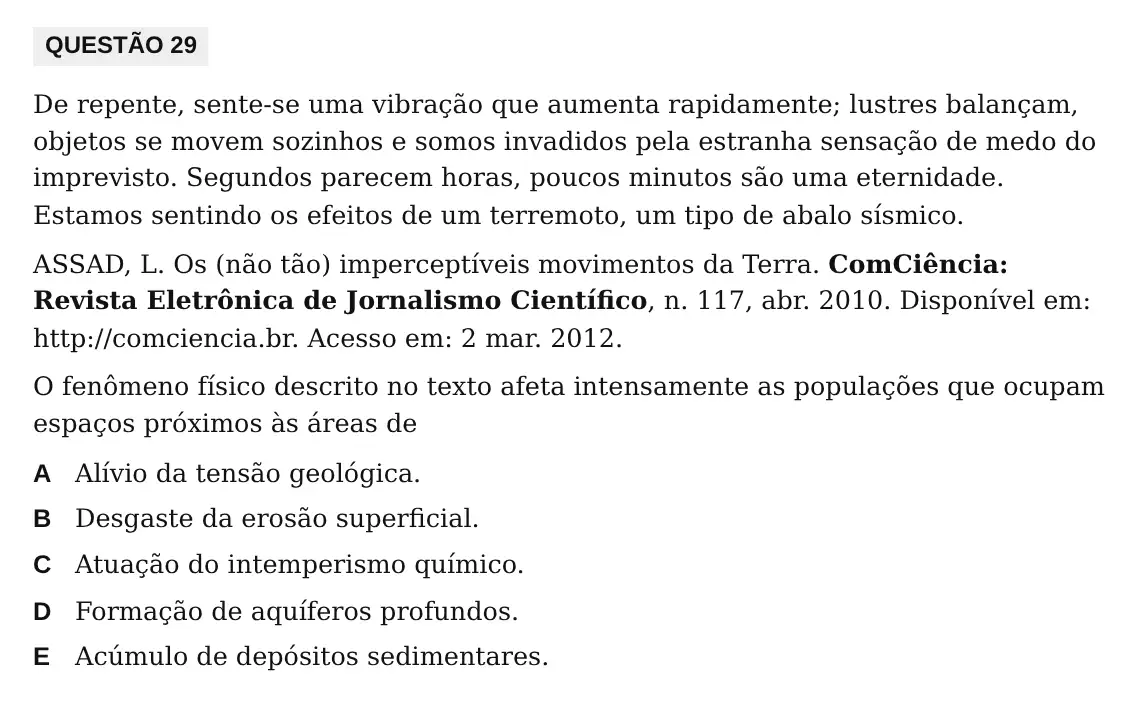 QUESTÃO 29
De repente, sente-se uma vibração que aumenta rapidamente; lustres balançam,
objetos se movem sozinhos e somos invadidos pela estranha sensação de medo do
imprevisto. Segundos parecem horas, poucos minutos são uma eternidade.
Estamos sentindo os efeitos de um terremoto, um tipo de abalo sísmico.
ASSAD, L. Os (não tão) imperceptíveis movimentos da Terra. ComCiência:
Revista Eletrônica de Jornalismo Científico, n. 117, abr. 2010. Disponível em:
http://comciencia.br. Acesso em: 2 mar. 2012.
O fenômeno físico descrito no texto afeta intensamente as populações que ocupam
espaços próximos às áreas de
A Alívio da tensão geológica.
B Desgaste da erosão superficial.
C Atuação do intemperismo químico.
D Formação de aquíferos profundos.
E Acúmulo de depósitos sedimentares.